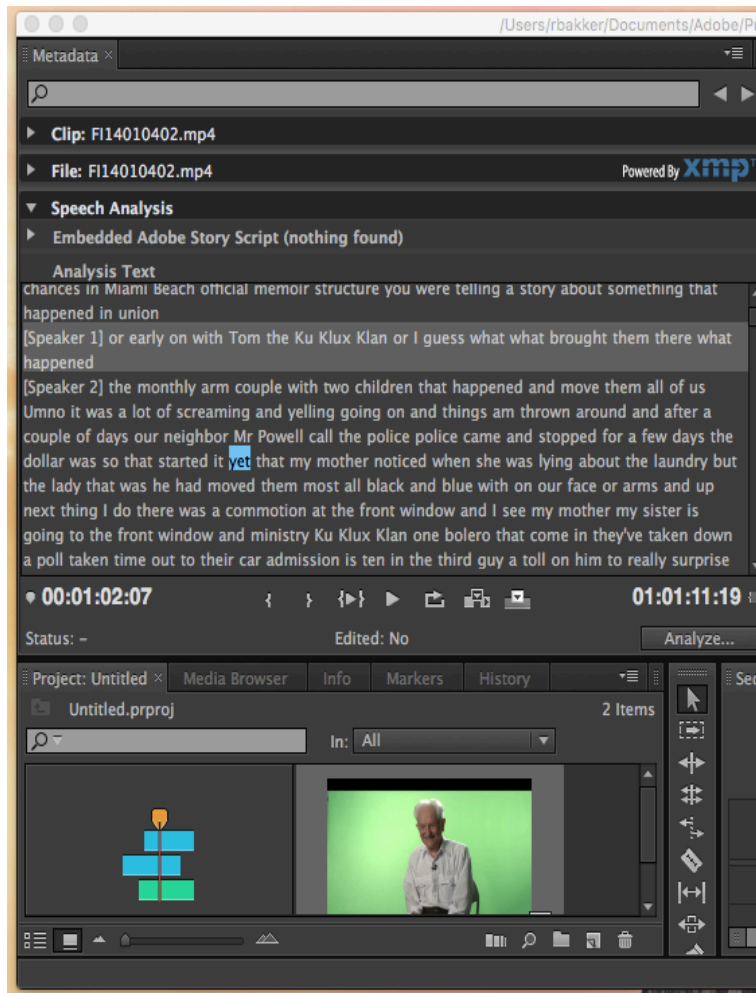 /Users/rbakker/Documents/Adobe/P
Metadata ×
Clip: FI14010402.mp4
File: FI14010402.mp4 Powered By xmp
Speech Analysis
Embedded Adobe Story Script (nothing found)
Analysis Text
chances in Miami Beach official memoir structure you were telling a story about something that
happened in union
[Speaker 1] or early on with Tom the Ku Klux Klan or I guess what what brought them there what
happened
[Speaker 2] the monthly arm couple with two children that happened and move them all of us
Umno it was a lot of screaming and yelling going on and things am thrown around and after a
couple of days our neighbor Mr Powell call the police police came and stopped for a few days the
dollar was so that started it yet that my mother noticed when she was lying about the laundry but
the lady that was he had moved them most all black and blue with on our face or arms and up
next thing I do there was a commotion at the front window and I see my mother my sister is
going to the front window and ministry Ku Klux Klan one bolero that come in they've taken down
a poll taken time out to their car admission is ten in the third guy a toll on him to really surprise
00:01:02:07 01:01:11:19
Status: – Edited: No Analyze...
Project: Untitled × Media Browser Info Markers History Sec
Untitled.prproj 2 Items
In: All